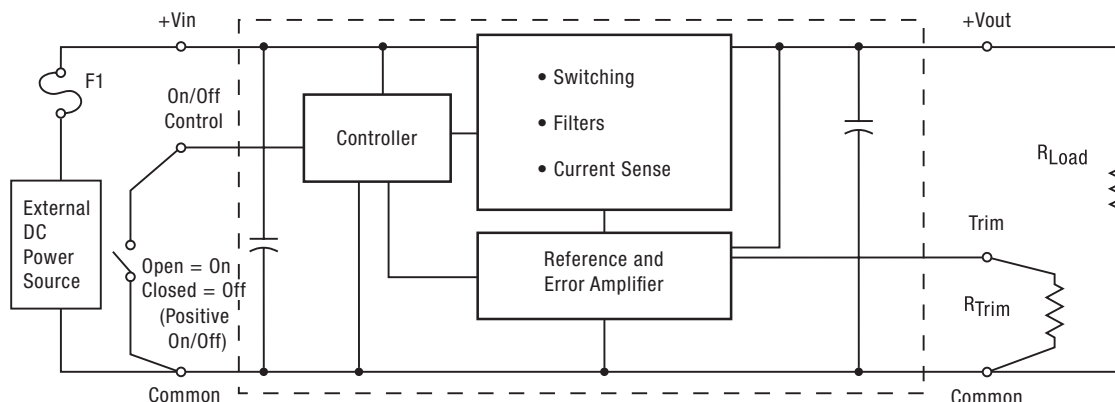 +Vin
+Vout
F1
On/Off
Control
Controller
• Switching
• Filters
• Current Sense
RLoad
External
DC
Power
Source
Open = On
Closed = Off
(Positive
On/Off)
Reference and
Error Amplifier
Trim
RTrim
Common
Common